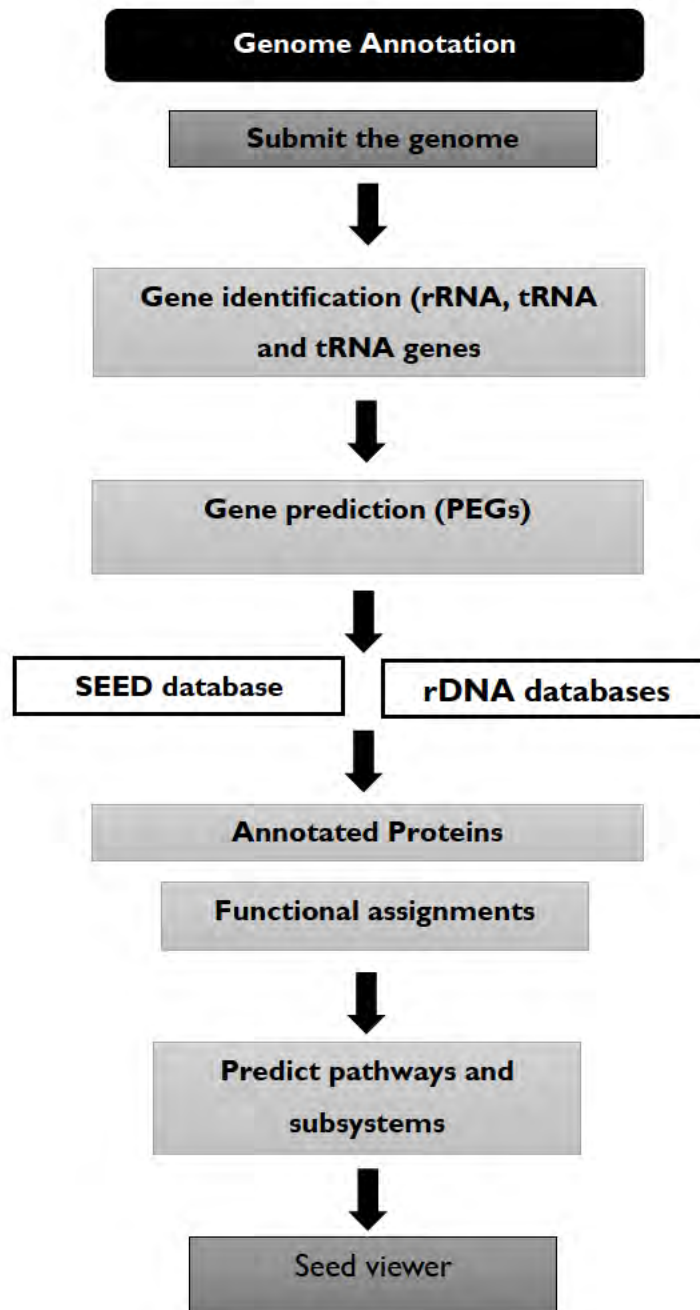 Genome Annotation
Submit the genome
Gene identification (rRNA, tRNA
and tRNA genes
Gene prediction (PEGs)
SEED database
rDNA databases
Annotated Proteins
Functional assignments
Predict pathways and
subsystems
Seed viewer